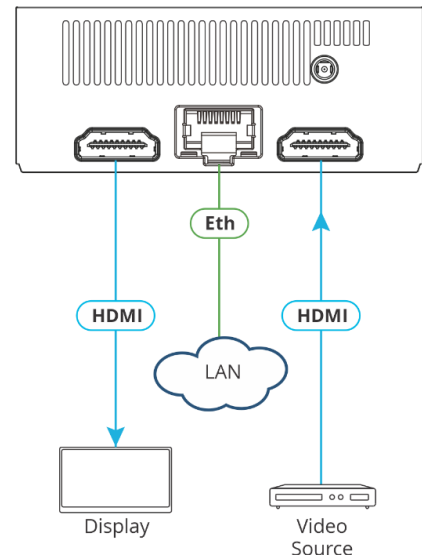 Eth
HDMI
HDMI
LAN
Display
Video
Source